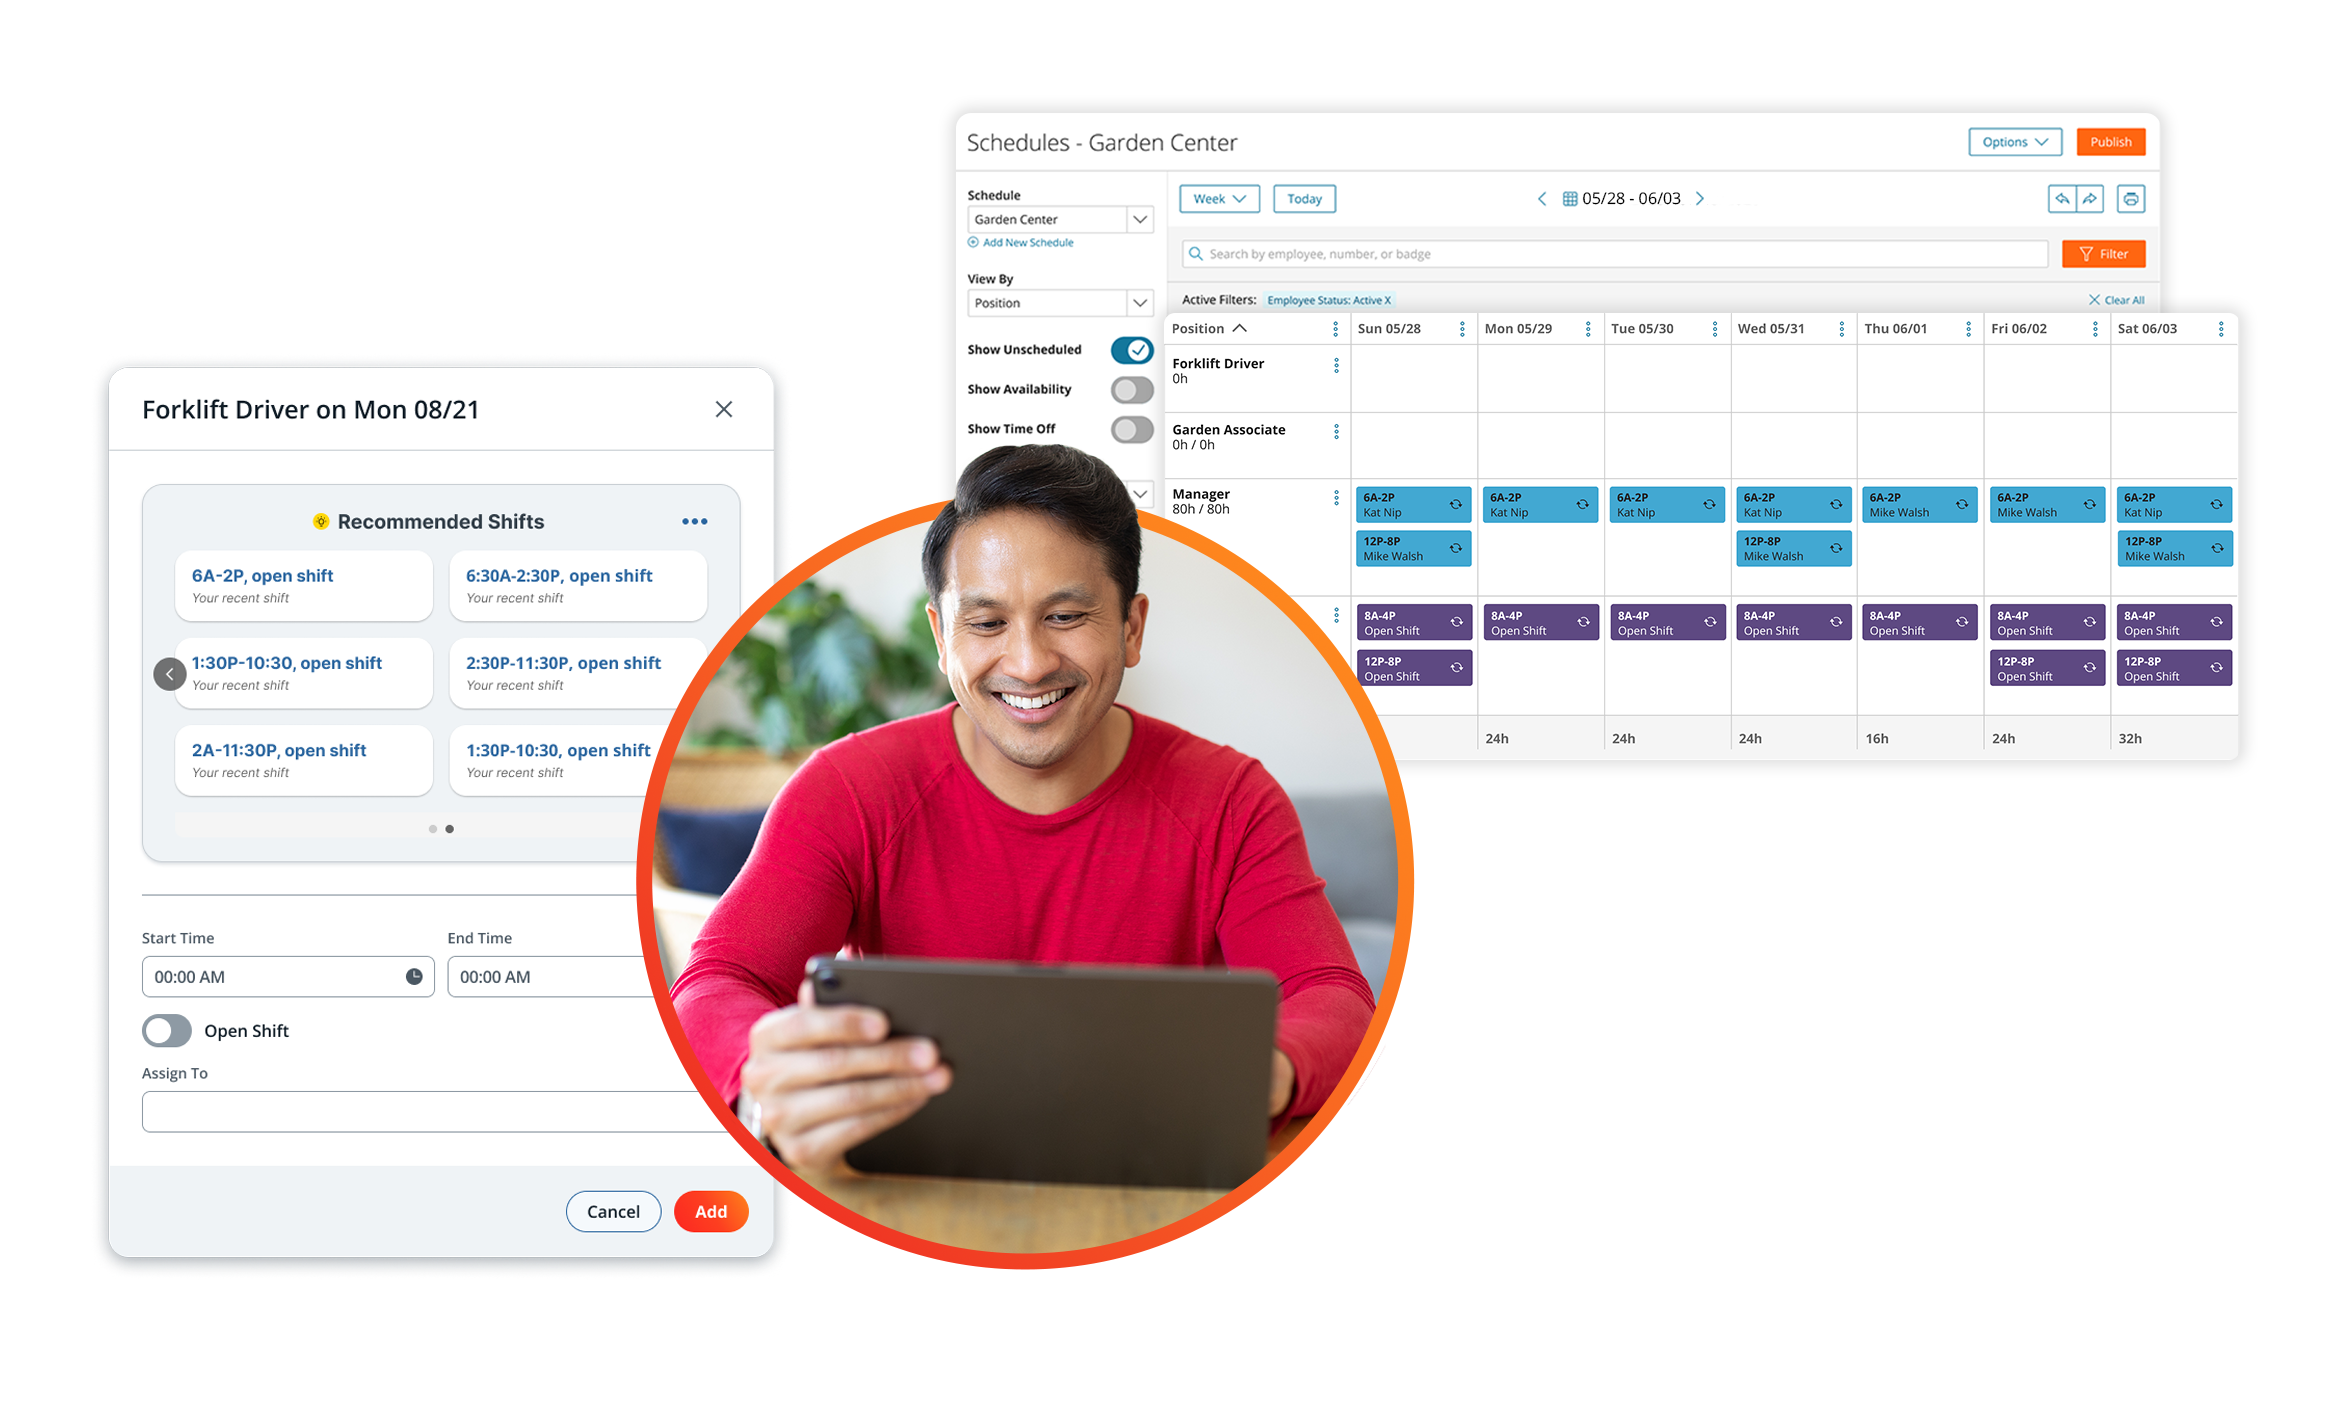 Schedules - Garden Center
Options
Publish
Schedule
Garden Center
Add New Schedule
View By
Position
Show Unscheduled
Show Availability
Show Time Off
Week
Today
05/28 - 06/03
Search by employee, number, or badge
Filter
Active Filters: Employee Status: Active X
Clear All
Position
Sun 05/28
Mon 05/29
Tue 05/30
Wed 05/31
Thu 06/01
Fri 06/02
Sat 06/03
Forklift Driver
0h
Garden Associate
0h / 0h
Manager
80h / 80h
6A-2P
Kat Nip
6A-2P
Kat Nip
6A-2P
Kat Nip
6A-2P
Kat Nip
6A-2P
Mike Walsh
6A-2P
Mike Walsh
6A-2P
Kat Nip
12P-8P
Mike Walsh
12P-8P
Mike Walsh
12P-8P
Mike Walsh
8A-4P
Open Shift
8A-4P
Open Shift
8A-4P
Open Shift
8A-4P
Open Shift
8A-4P
Open Shift
8A-4P
Open Shift
8A-4P
Open Shift
12P-8P
Open Shift
12P-8P
Open Shift
12P-8P
Open Shift
24h
24h
24h
16h
24h
32h
Forklift Driver on Mon 08/21
Recommended Shifts
6A-2P, open shift
Your recent shift
6:30A-2:30P, open shift
Your recent shift
1:30P-10:30, open shift
Your recent shift
2:30P-11:30P, open shift
Your recent shift
2A-11:30P, open shift
Your recent shift
1:30P-10:30, open shift
Your recent shift
Start Time
End Time
00:00 AM
00:00 AM
Open Shift
Assign To
Cancel
Add